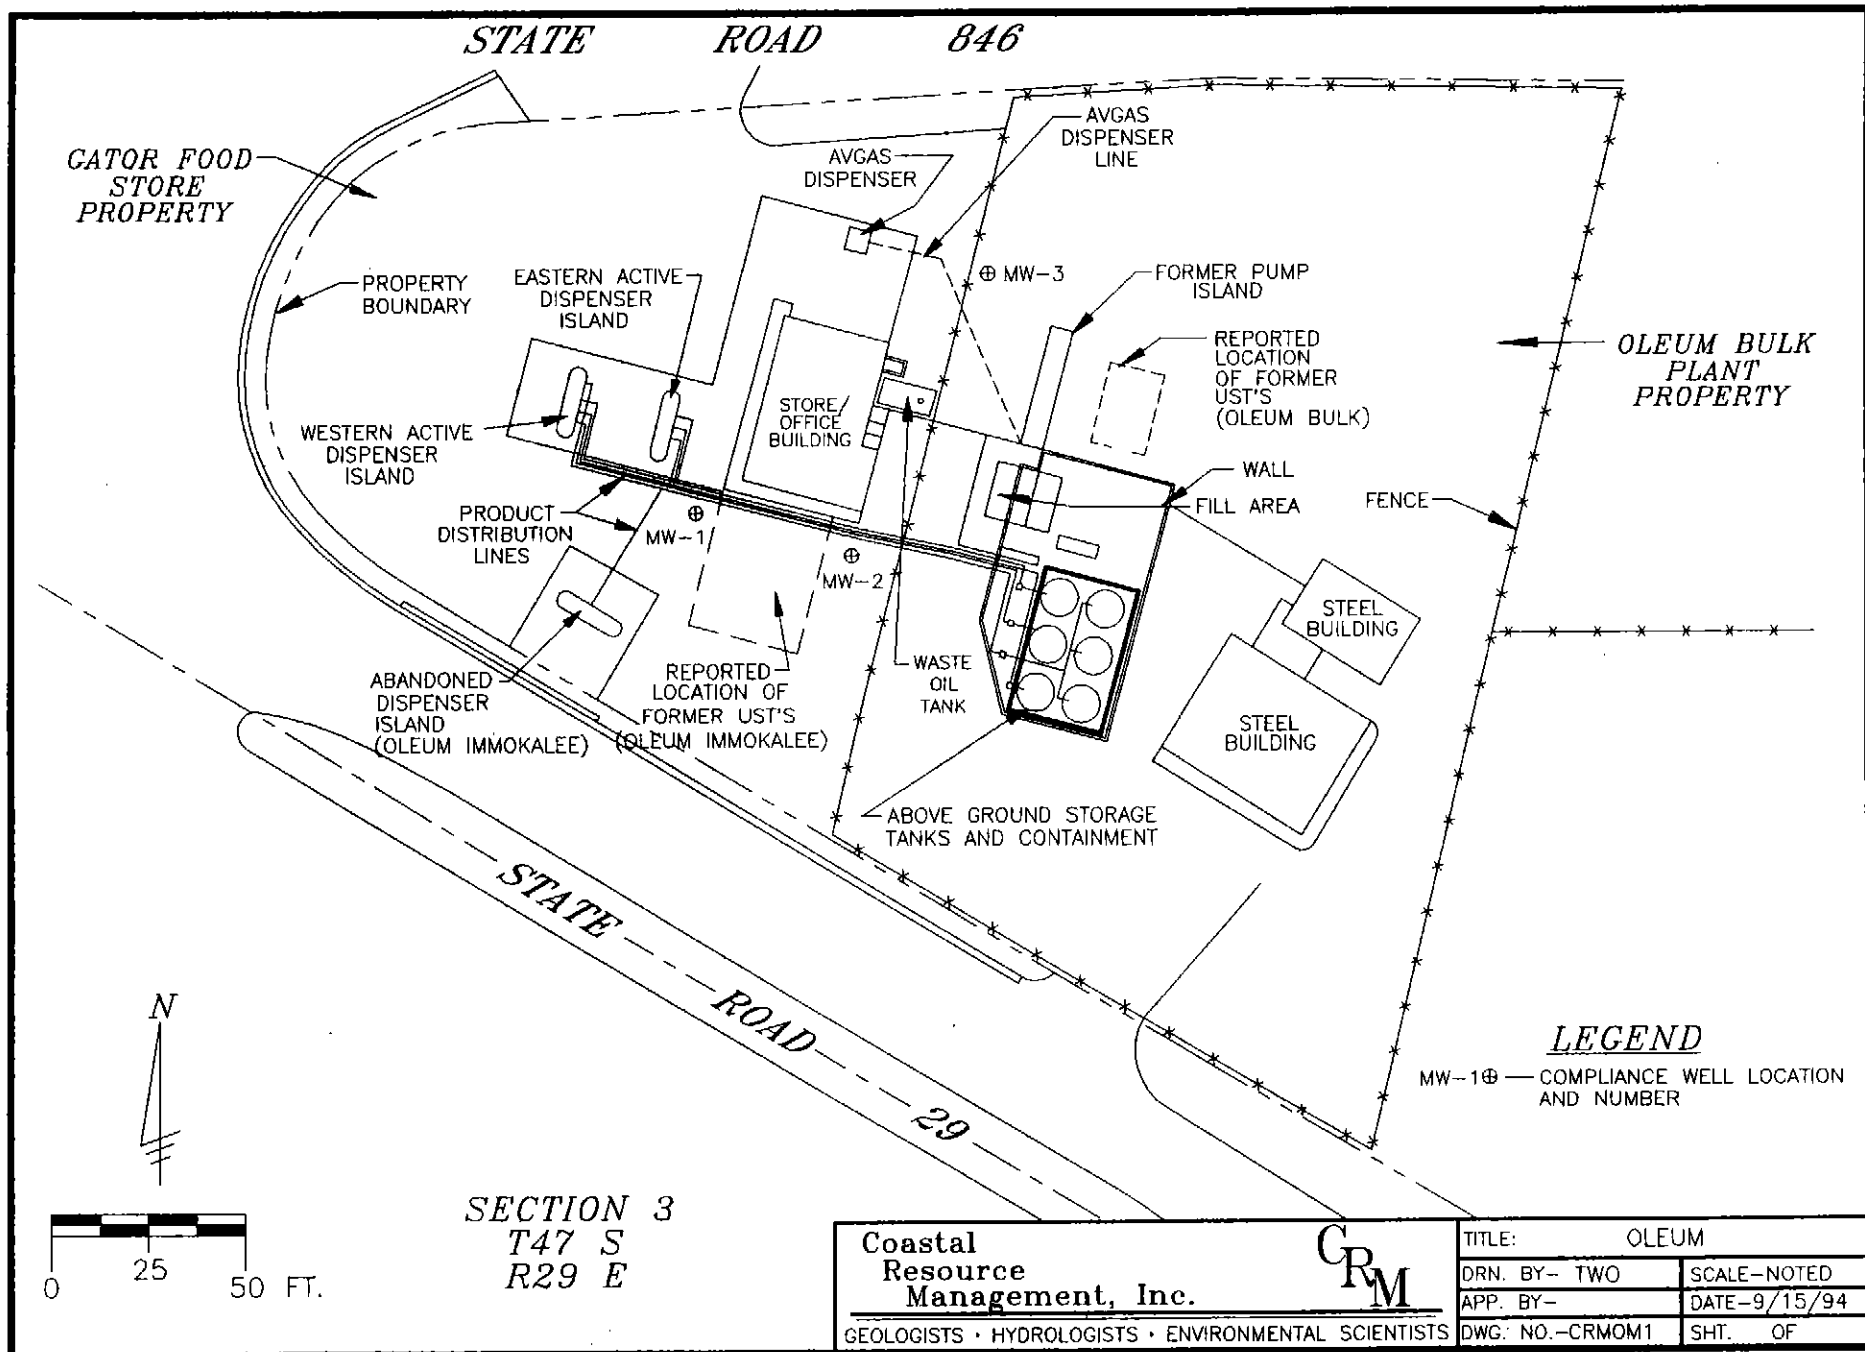 STATE ROAD 846
GATOR FOOD
STORE
PROPERTY
AVGAS
DISPENSER
AVGAS
DISPENSER
LINE
PROPERTY
BOUNDARY
EASTERN ACTIVE
DISPENSER
ISLAND
MW-3
FORMER PUMP
ISLAND
REPORTED
LOCATION
OF FORMER
UST'S
(OLEUM BULK)
OLEUM BULK
PLANT
PROPERTY
WESTERN ACTIVE
DISPENSER
ISLAND
STORE/
OFFICE
BUILDING
WALL
FILL AREA
FENCE
PRODUCT
DISTRIBUTION
LINES
MW-1
MW-2
STEEL
BUILDING
STEEL
BUILDING
ABANDONED
DISPENSER
ISLAND
(OLEUM IMMOKALEE)
REPORTED
LOCATION OF
FORMER UST'S
(OLEUM IMMOKALEE)
WASTE
OIL
TANK
ABOVE GROUND STORAGE
TANKS AND CONTAINMENT
STATE ROAD 29
N
0 25 50 FT.
SECTION 3
T47 S
R29 E
LEGEND
MW-1⊕ — COMPLIANCE WELL LOCATION
AND NUMBER
Coastal
Resource
Management, Inc.
CRM
GEOLOGISTS · HYDROLOGISTS · ENVIRONMENTAL SCIENTISTS
TITLE: OLEUM
DRN. BY- TWO SCALE-NOTED
APP. BY- DATE-9/15/94
DWG. NO.-CRMOM1 SHT. OF